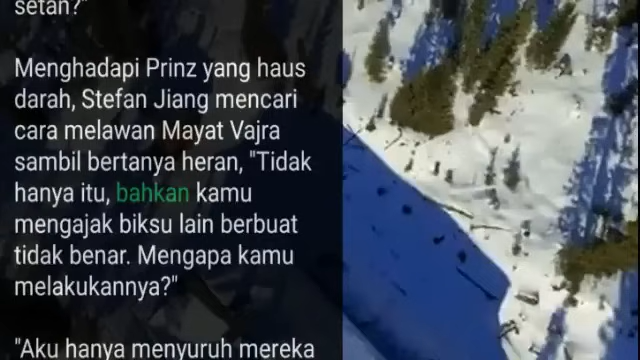 setan?"
Menghadapi Prinz yang haus
darah, Stefan Jiang mencari
cara melawan Mayat Vajra
sambil bertanya heran, "Tidak
hanya itu, bahkan kamu
mengajak biksu lain berbuat
tidak benar. Mengapa kamu
melakukannya?"
"Aku hanya menyuruh mereka